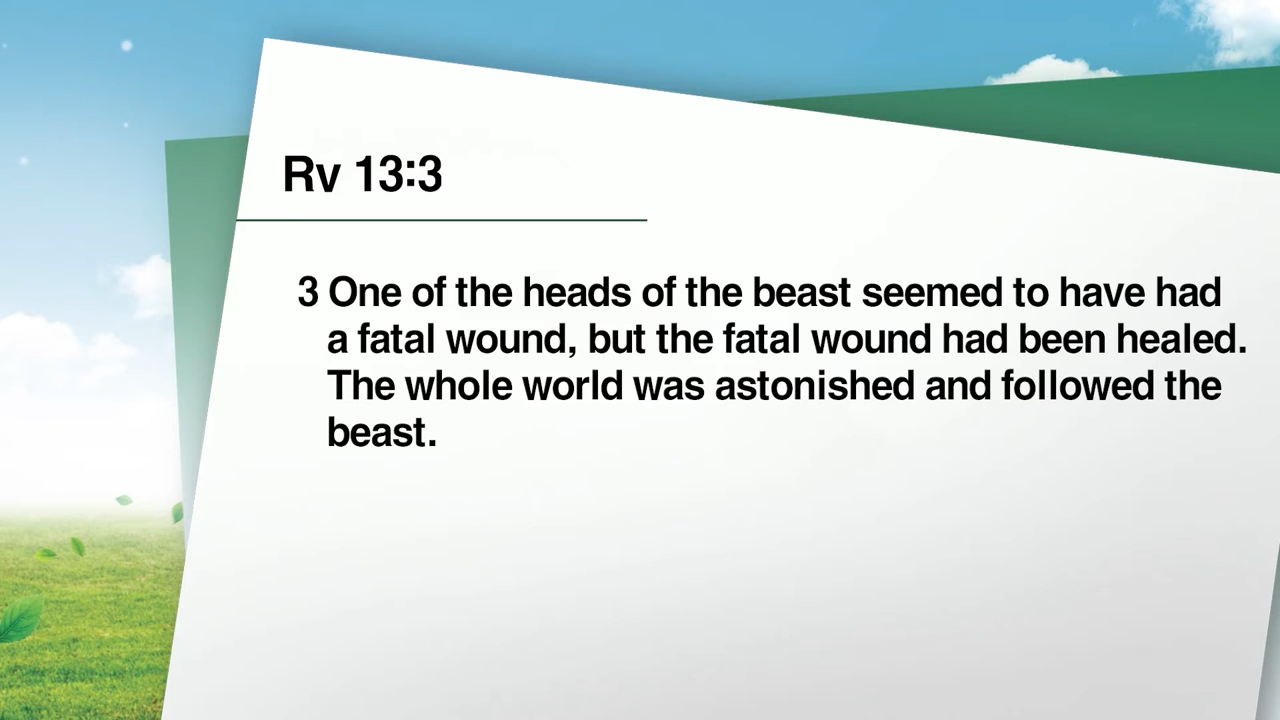 Rv 13:3
3 One of the heads of the beast seemed to have had
a fatal wound, but the fatal wound had been healed.
The whole world was astonished and followed the
beast.